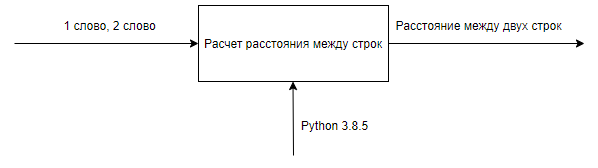 1 слово, 2 слово
Расчет расстояния между строк
Расстояние между двух строк
Python 3.8.5